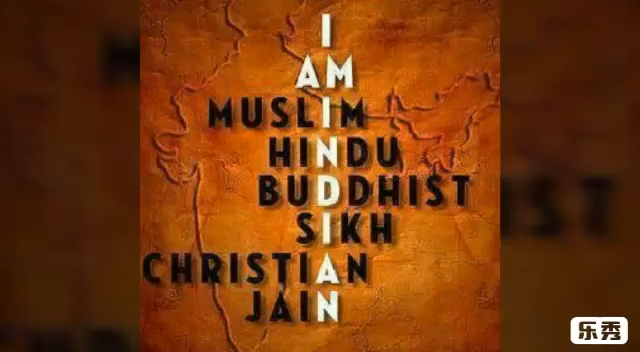 I
AM
MUSLIM
HINDU
BUDDHIST
SIKH
CHRISTIAN
JAIN
乐秀